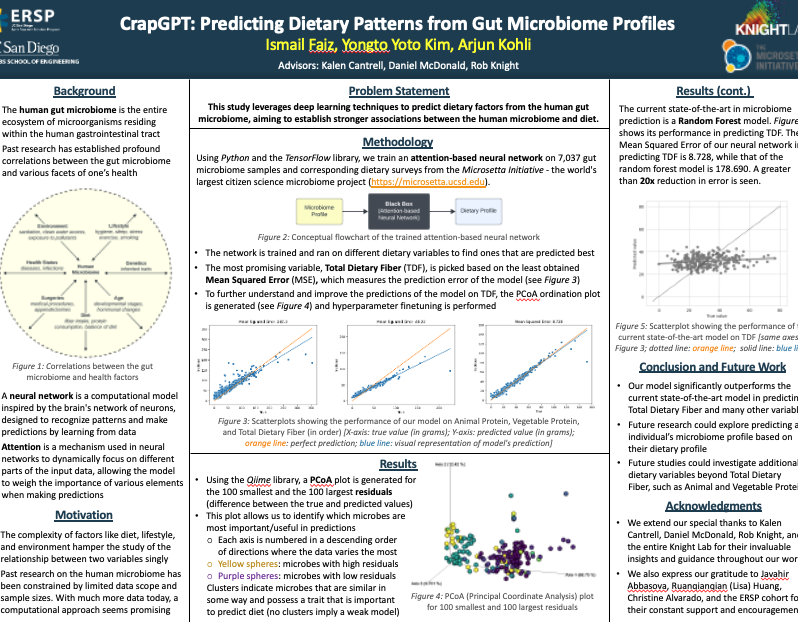 ERSP
CrapGPT: Predicting Dietary Patterns from Gut Microbiome Profiles
San Diego
Ismail Faiz, Yongto Yoto Kim, Arjun Kohli
BS SCHOOL OF ENGINEERING
Advisors: Kalen Cantrell, Daniel McDonald, Rob Knight
KNIGHT
THE
MICROSE
INITIATIVE
Background
The human gut microbiome is the entire
ecosystem of microorganisms residing
within the human gastrointestinal tract
Past research has established profound
correlations between the gut microbiome
and various facets of one's health
Environment
Lifestyle
Health Status
Human
Microbiome
Genetics
Surgeries
Age
Diet
Figure 1: Correlations between the gut
microbiome and health factors
A neural network is a computational model
inspired by the brain's network of neurons,
designed to recognize patterns and make
predictions by learning from data
Attention is a mechanism used in neural
networks to dynamically focus on different
parts of the input data, allowing the model
to weigh the importance of various elements
when making predictions
Motivation
The complexity of factors like diet, lifestyle,
and environment hamper the study of the
relationship between two variables singly
Past research on the human microbiome has
been constrained by limited data scope and
sample sizes. With much more data today, a
computational approach seems promising
Problem Statement
This study leverages deep learning techniques to predict dietary factors from the human gut
microbiome, aiming to establish stronger associations between the human microbiome and diet.
Methodology
Using Python and the TensorFlow library, we train an attention-based neural network on 7,037 gut
microbiome samples and corresponding dietary surveys from the Microsetta Initiative - the world's
largest citizen science microbiome project (https://microsetta.ucsd.edu).
Microbiome
Profile
Black Box
(Attention-based
Neural Network)
Dietary Profile
Figure 2: Conceptual flowchart of the trained attention-based neural network
• The network is trained and ran on different dietary variables to find ones that are predicted best
• The most promising variable, Total Dietary Fiber (TDF), is picked based on the least obtained
Mean Squared Error (MSE), which measures the prediction error of the model (see Figure 3)
• To further understand and improve the predictions of the model on TDF, the PCoA ordination plot
is generated (see Figure 4) and hyperparameter finetuning is performed
Mean Squared Error: 8.728
Figure 3: Scatterplots showing the performance of our model on Animal Protein, Vegetable Protein,
and Total Dietary Fiber (in order) [X-axis: true value (in grams); Y-axis: predicted value (in grams);
orange line: perfect prediction; blue line: visual representation of model's prediction]
Results
• Using the Qiime library, a PCoA plot is generated for
the 100 smallest and the 100 largest residuals
(difference between the true and predicted values)
• This plot allows us to identify which microbes are
most important/useful in predictions
○ Each axis is numbered in a descending order
of directions where the data varies the most
○ Yellow spheres: microbes with high residuals
○ Purple spheres: microbes with low residuals
Clusters indicate microbes that are similar in
some way and possess a trait that is important
to predict diet (no clusters imply a weak model)
Figure 4: PCoA (Principal Coordinate Analysis) plot
for 100 smallest and 100 largest residuals
Results (cont.)
The current state-of-the-art in microbiome
prediction is a Random Forest model. Figure
shows its performance in predicting TDF. The
Mean Squared Error of our neural network i
predicting TDF is 8.728, while that of the
random forest model is 178.690. A greater
than 20x reduction in error is seen.
Predicted value
True value
Figure 5: Scatterplot showing the performance of t
current state-of-the-art model on TDF [same axes
Figure 3; dotted line: orange line; solid line: blue li
Conclusion and Future Work
• Our model significantly outperforms the
current state-of-the-art model in predictin
Total Dietary Fiber and many other variabl
• Future research could explore predicting a
individual's microbiome profile based on
their dietary profile
• Future studies could investigate additiona
dietary variables beyond Total Dietary
Fiber, such as Animal and Vegetable Prote
Acknowledgments
• We extend our special thanks to Kalen
Cantrell, Daniel McDonald, Rob Knight, an
the entire Knight Lab for their invaluable
insights and guidance throughout our wor
• We also express our gratitude to Javahir
Abbasova, Ruanqianqian (Lisa) Huang,
Christine Alvarado, and the ERSP cohort fo
their constant support and encouragemen